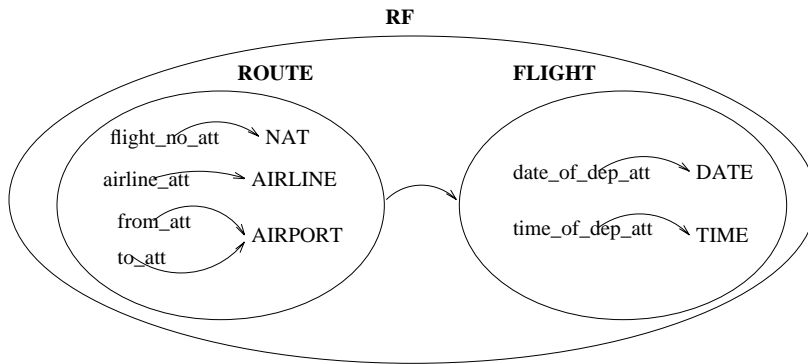 RF
ROUTE
flight_no_att NAT
airline_att AIRLINE
from_att AIRPORT
to_att
FLIGHT
date_of_dep_att DATE
time_of_dep_att TIME